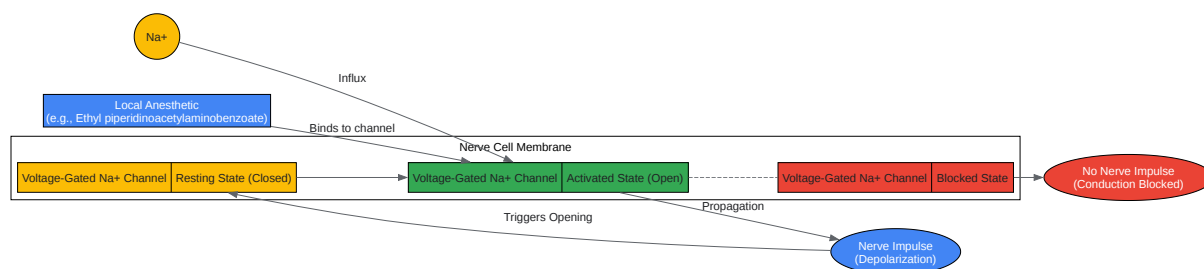 Na+
Influx
Local Anesthetic
(e.g., Ethyl piperidinoacetylaminobenzoate)
Binds to channel
Nerve Cell Membrane
Voltage-Gated Na+ Channel
Resting State (Closed)
Voltage-Gated Na+ Channel
Activated State (Open)
Voltage-Gated Na+ Channel
Blocked State
No Nerve Impulse
(Conduction Blocked)
Propagation
Triggers Opening
Nerve Impulse
(Depolarization)